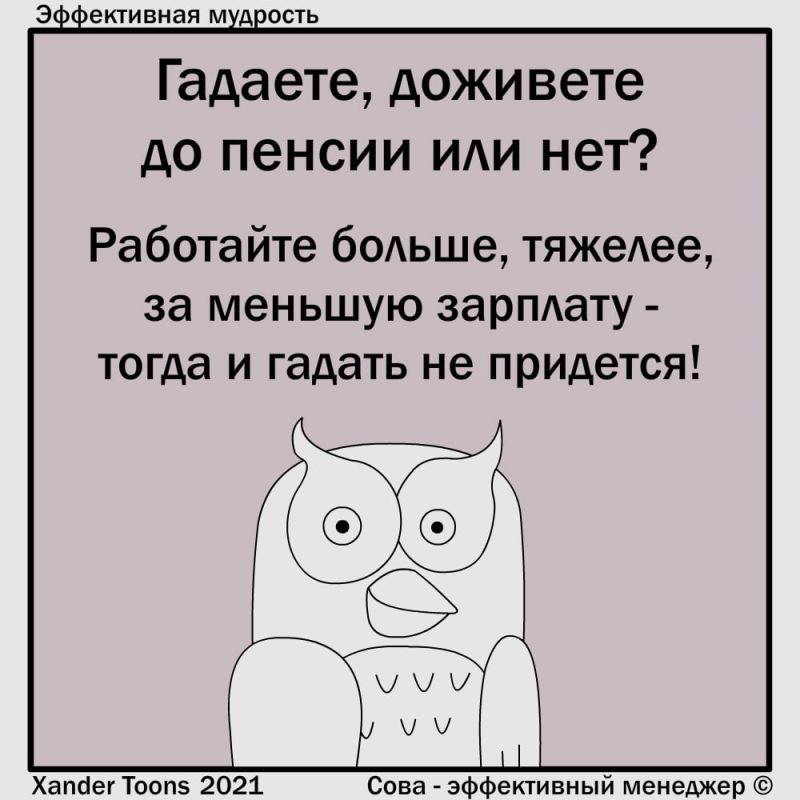 Эффективная мудрость
Гадаете, доживете
до пенсии или нет?
Работайте больше, тяжелее,
за меньшую зарплату -
тогда и гадать не придется!
Xander Toons 2021
Сова - эффективный менеджер ©